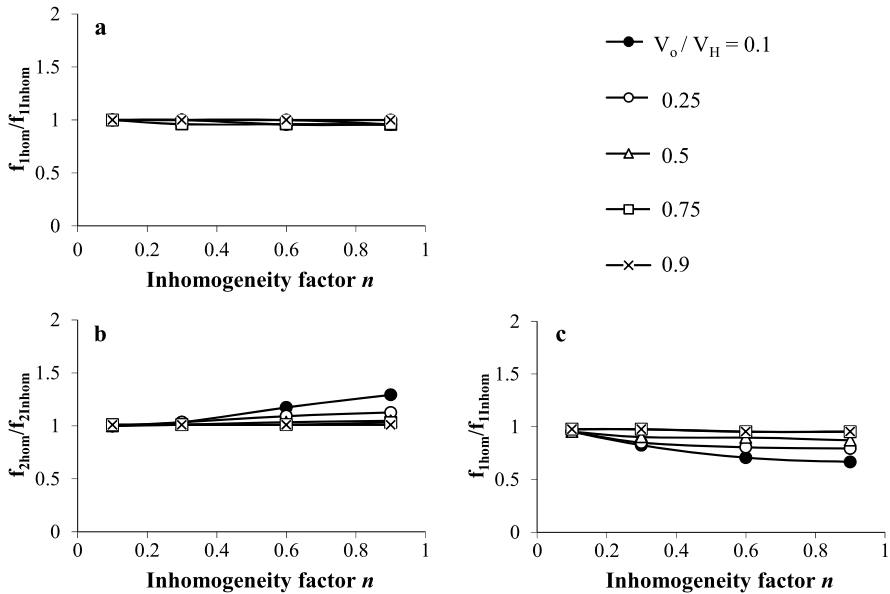 a
2
1.5
1
0.5
0
f1hom/f1Inhom
0 0.2 0.4 0.6 0.8 1
Inhomogeneity factor n
Vo / VH = 0.1
0.25
0.5
0.75
0.9
b
2
1.5
1
0.5
0
f2hom/f2Inhom
0 0.2 0.4 0.6 0.8 1
Inhomogeneity factor n
c
2
1.5
1
0.5
0
f1hom/f1Inhom
0 0.2 0.4 0.6 0.8 1
Inhomogeneity factor n